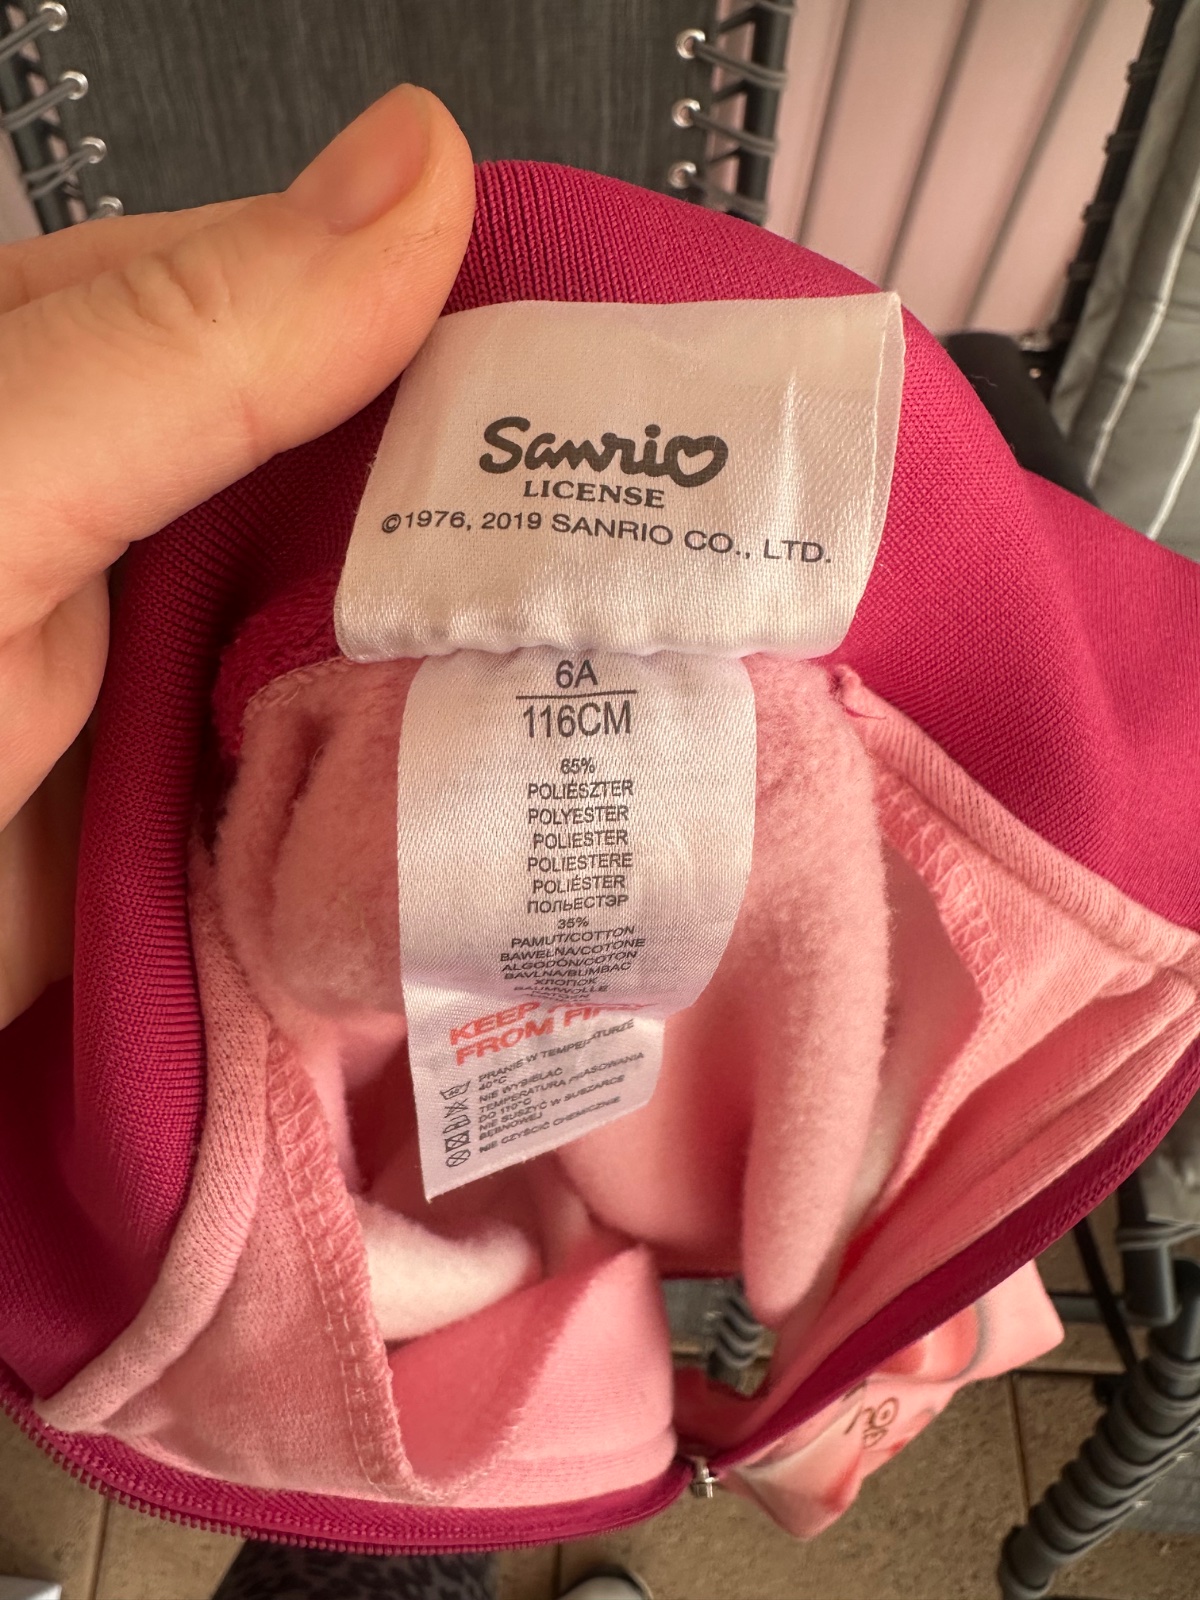 Sanrio
LICENSE
©1976, 2019 SANRIO CO., LTD.
6A
116CM
65%
POLIÉSZTER
POLYESTER
POLIESTER
POLIESTERE
POLIÉSTER
ПОЛЬЕСТЭР
35%
PAMUT/COTTON
BAWEŁNA/COTONE
ALGODÓN/COTON
BAVLNA/BUMBAC
ХЛОПОК
BAUMWOLLE
KEEP
FROM
PRANIE W TEMPERATURZE
40°C
NIE WYBIELAĆ
TEMPERATURA PRASOWANIA
DO 110°C
NIE SUSZYĆ W SUSZARCE
BĘBNOWEJ
NIE CZYŚCIĆ CHEMICZNIE